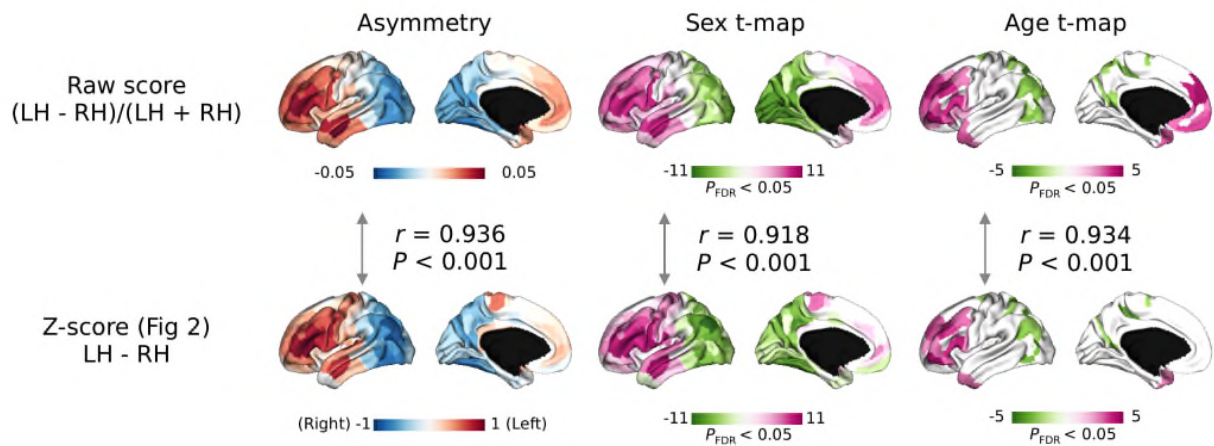 Asymmetry Sex t-map Age t-map
Raw score
(LH - RH)/(LH + RH)
-0.05 0.05 -11 11 -5 5
PFDR < 0.05 PFDR < 0.05
r = 0.936 r = 0.918 r = 0.934
P < 0.001 P < 0.001 P < 0.001
Z-score (Fig 2)
LH - RH
(Right) -1 1 (Left) -11 11 -5 5
PFDR < 0.05 PFDR < 0.05